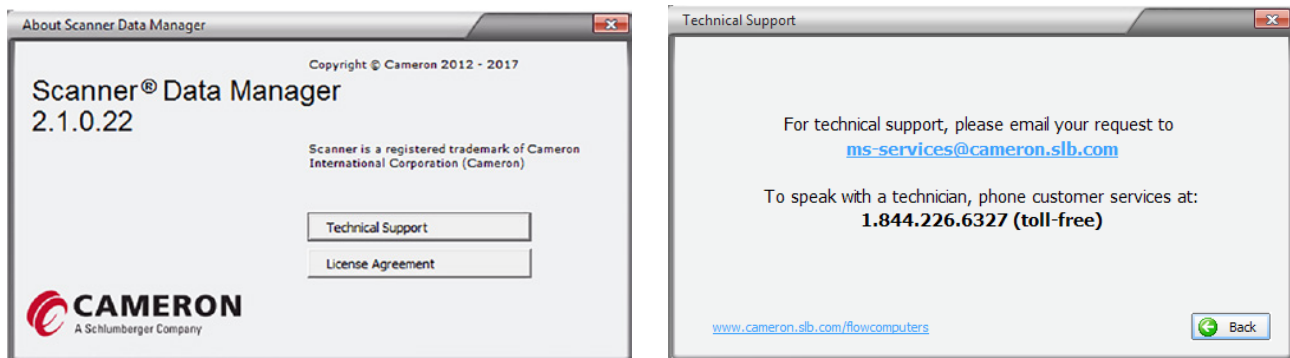 About Scanner Data Manager
Copyright © Cameron 2012 - 2017
Scanner® Data Manager
2.1.0.22
Scanner is a registered trademark of Cameron
International Corporation (Cameron)
Technical Support
License Agreement
CAMERON
A Schlumberger Company
Technical Support
For technical support, please email your request to
ms-services@cameron.slb.com
To speak with a technician, phone customer services at:
1.844.226.6327 (toll-free)
www.cameron.slb.com/flowcomputers
Back